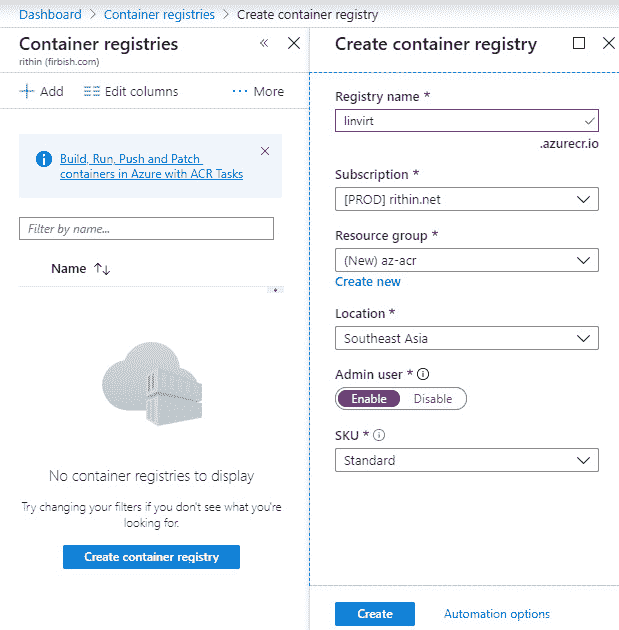 Dashboard > Container registries > Create container registry
Container registries
rithin (firbish.com)
+ Add
Edit columns
··· More
Build, Run, Push and Patch
containers in Azure with ACR Tasks
Filter by name...
Name ↑↓
No container registries to display
Try changing your filters if you don't see what you're
looking for.
Create container registry
Create container registry
Registry name *
linvirt
.azurecr.io
Subscription *
[PROD] rithin.net
Resource group *
(New) az-acr
Create new
Location *
Southeast Asia
Admin user *
Enable
Disable
SKU *
Standard
Create
Automation options